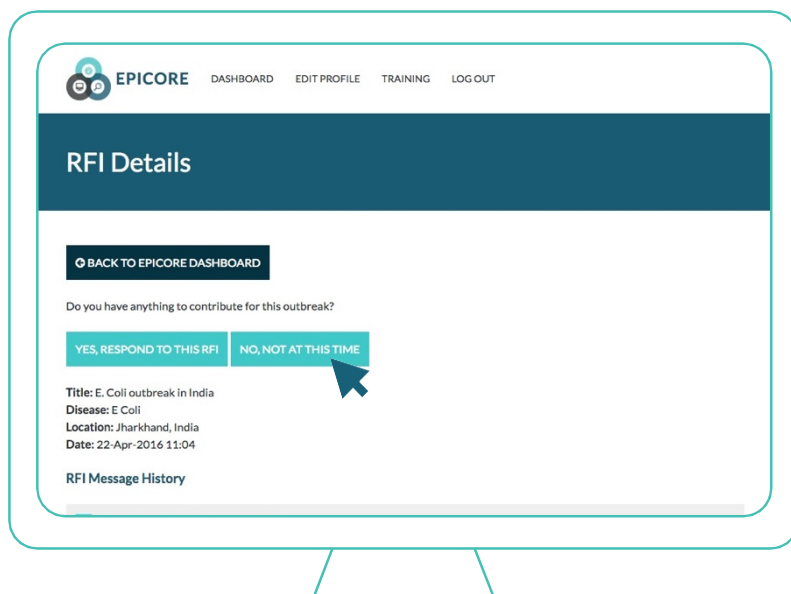 EPICORE DASHBOARD EDIT PROFILE TRAINING LOG OUT
RFI Details
BACK TO EPICORE DASHBOARD
Do you have anything to contribute for this outbreak?
YES, RESPOND TO THIS RFI NO, NOT AT THIS TIME
Title: E. Coli outbreak in India
Disease: E Coli
Location: Jharkhand, India
Date: 22-Apr-2016 11:04
RFI Message History